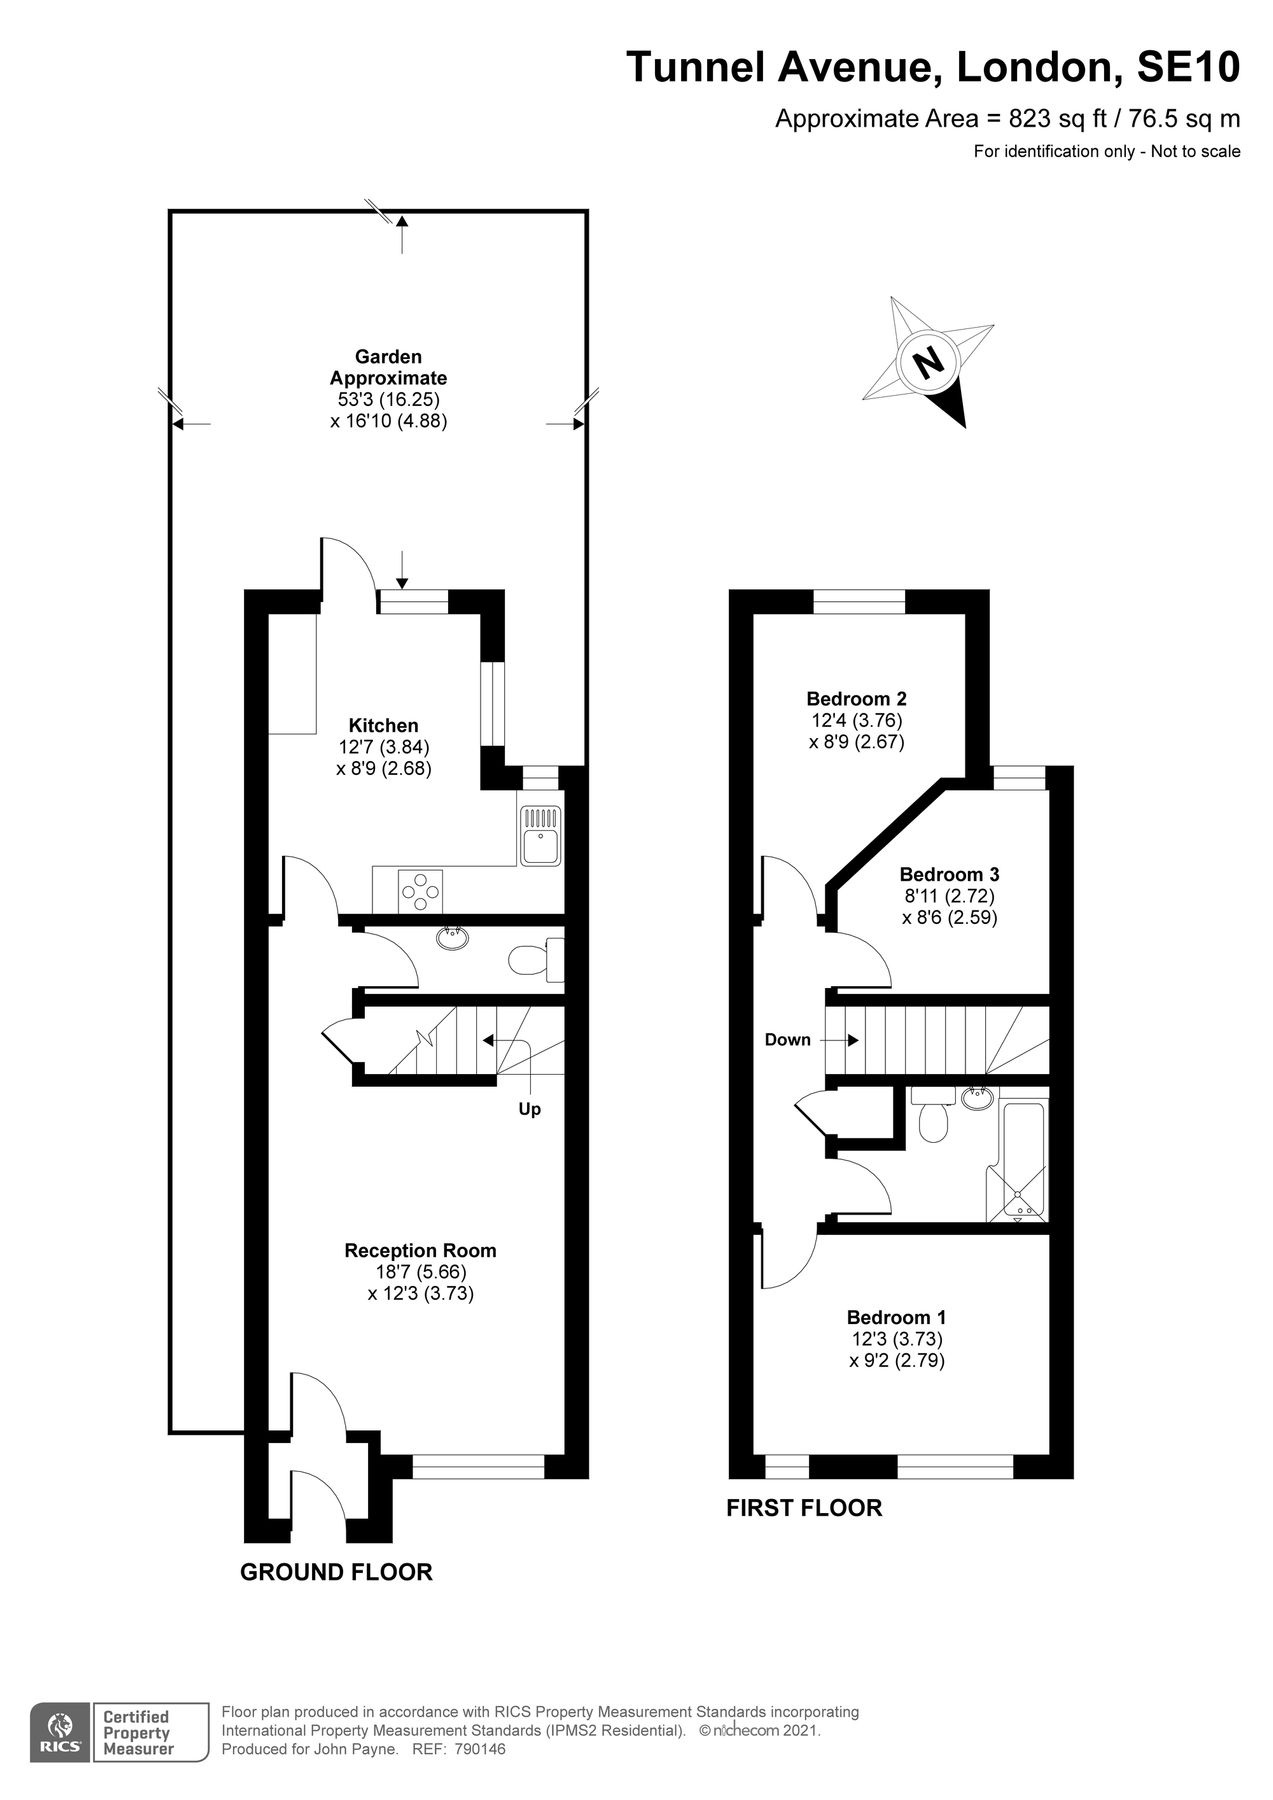 Tunnel Avenue, London, SE10
Approximate Area = 823 sq ft / 76.5 sq m
For identification only - Not to scale
Garden
Approximate
53'3 (16.25)
x 16'10 (4.88)
N
Kitchen
12'7 (3.84)
x 8'9 (2.68)
Up
Reception Room
18'7 (5.66)
x 12'3 (3.73)
GROUND FLOOR
Bedroom 2
12'4 (3.76)
x 8'9 (2.67)
Bedroom 3
8'11 (2.72)
x 8'6 (2.59)
Down
Bedroom 1
12'3 (3.73)
x 9'2 (2.79)
FIRST FLOOR
RICS
Certified
Property
Measurer
Floor plan produced in accordance with RICS Property Measurement Standards incorporating
International Property Measurement Standards (IPMS2 Residential). © nichecom 2021.
Produced for John Payne. REF: 790146